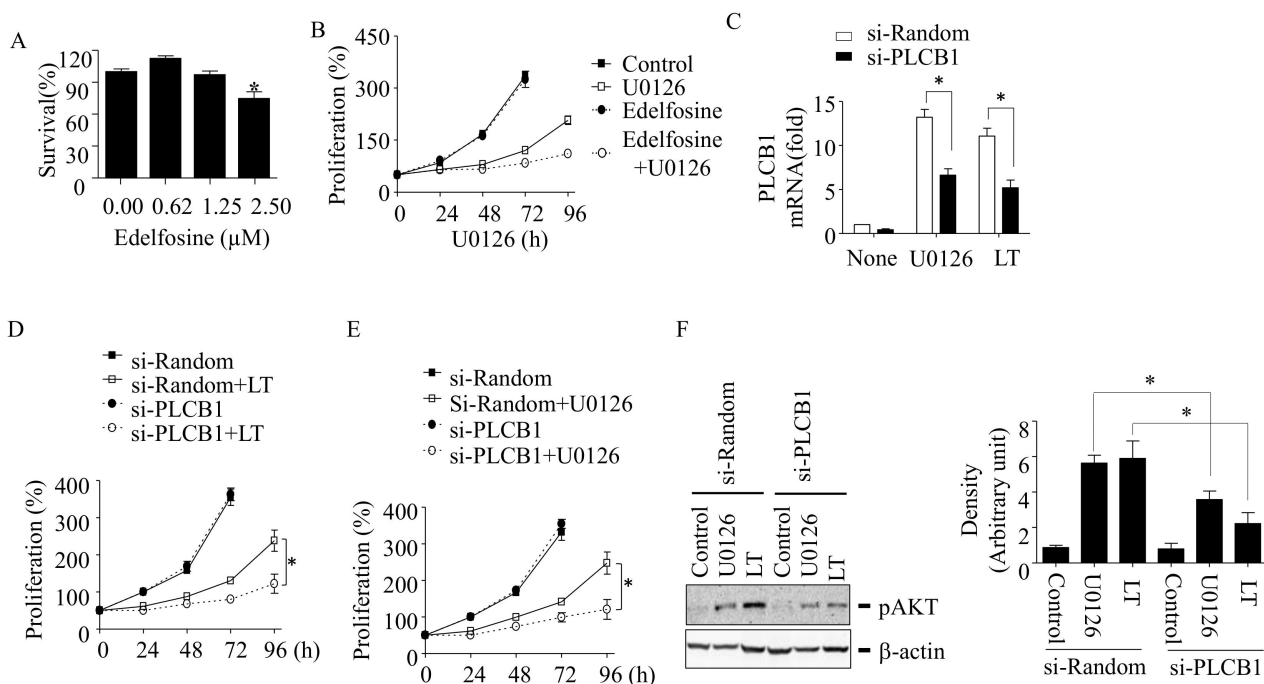 A
Survival(%)
120
90
60
30
0
0.00 0.62 1.25 2.50
Edelfosine (µM)
*
B
Proliferation (%)
450
300
150
0
0 24 48 72 96
U0126 (h)
Control
U0126
Edelfosine
Edelfosine
+U0126
C
si-Random
si-PLCB1
PLCB1
mRNA(fold)
15
10
5
0
* *
None U0126 LT
D
si-Random
si-Random+LT
si-PLCB1
si-PLCB1+LT
Proliferation (%)
400
300
200
100
0
0 24 48 72 96 (h)
*
E
si-Random
Si-Random+U0126
si-PLCB1
si-PLCB1+U0126
Proliferation (%)
400
300
200
100
0
0 24 48 72 96 (h)
*
F
si-Random si-PLCB1
Control U0126 LT Control U0126 LT
pAKT
β-actin
Density
(Arbitrary unit)
8
6
4
2
0
*
*
Control U0126 LT Control U0126 LT
si-Random si-PLCB1